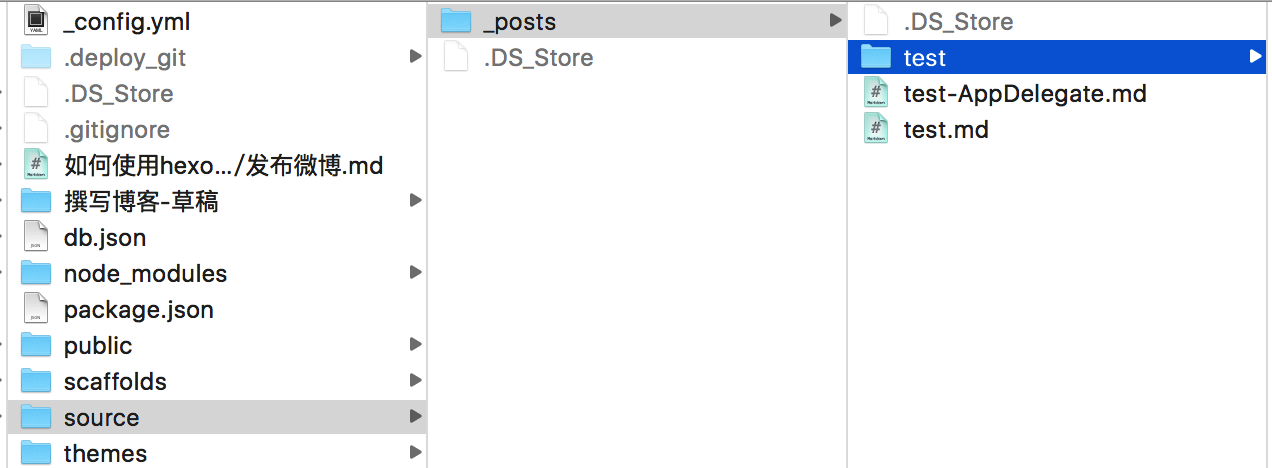 _config.yml
.deploy_git
.DS_Store
.gitignore
如何使用hexo.../发布微博.md
撰写博客-草稿
db.json
node_modules
package.json
public
scaffolds
source
themes
_posts
.DS_Store
.DS_Store
test
test-AppDelegate.md
test.md